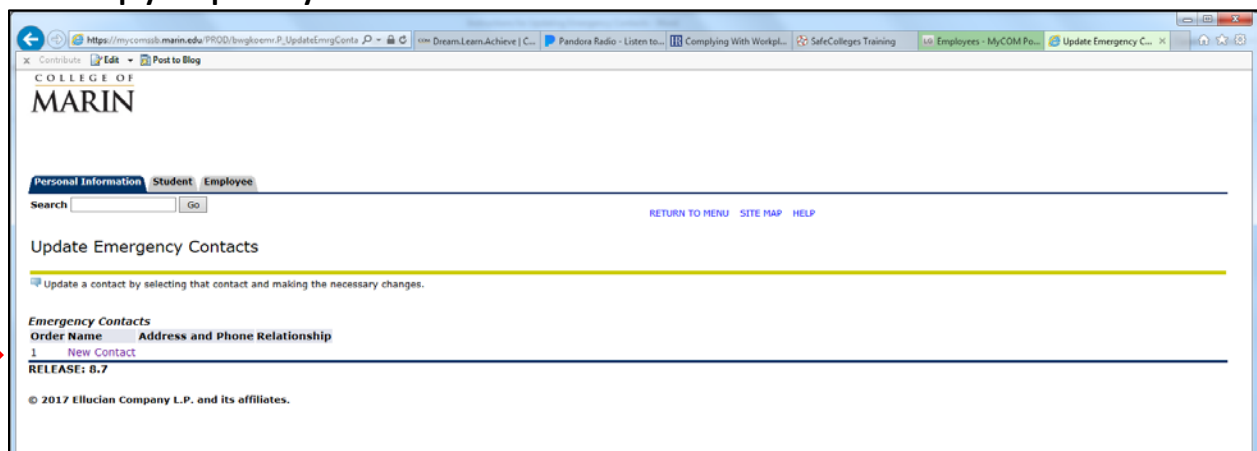 https://mycomssb.marin.edu/PROD/bwgkoemr.P_UpdateEmrgConta
Dream.Learn.Achieve | C...
Pandora Radio - Listen to...
Complying With Workpl...
SafeColleges Training
Employees - MyCOM Po...
Update Emergency C...
x Contribute Edit Post to Blog
COLLEGE OF
MARIN
Personal Information Student Employee
Search Go
RETURN TO MENU SITE MAP HELP
Update Emergency Contacts
Update a contact by selecting that contact and making the necessary changes.
Emergency Contacts
Order Name Address and Phone Relationship
1 New Contact
RELEASE: 8.7
© 2017 Ellucian Company L.P. and its affiliates.